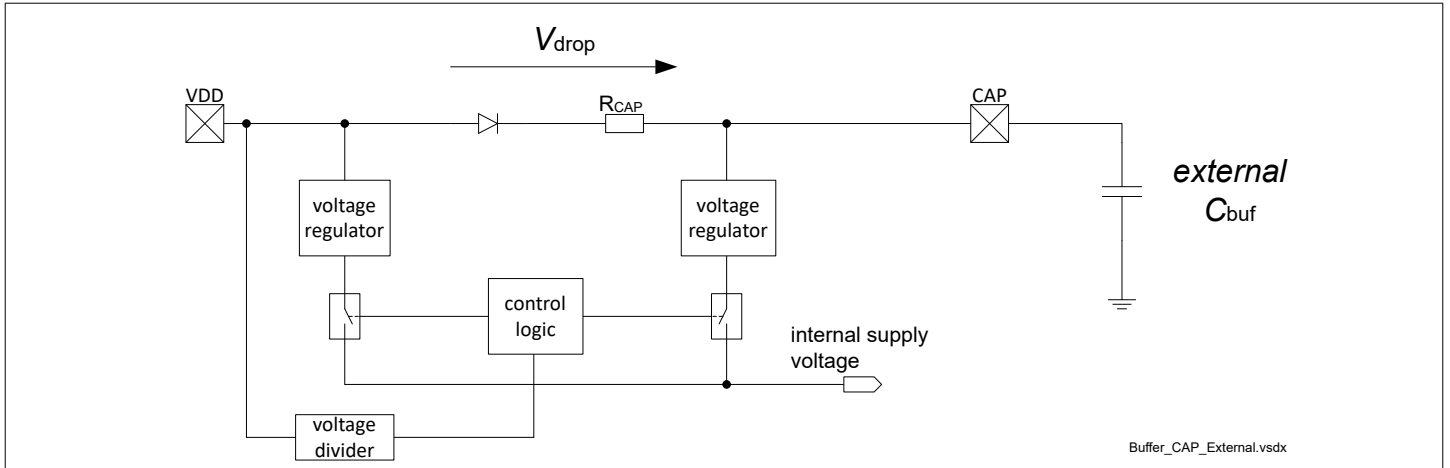 Vdrop
VDD
RCAP
CAP
voltage
regulator
voltage
regulator
external
Cbuf
control
logic
internal supply
voltage
voltage
divider
Buffer_CAP_External.vsdx